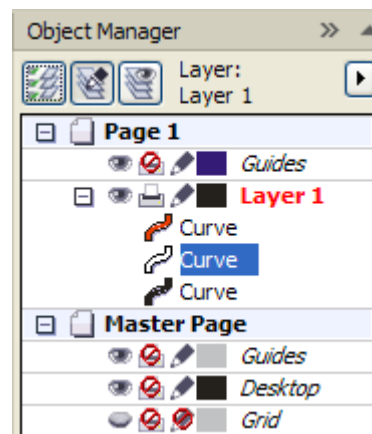 Object Manager
Layer:
Layer 1
Page 1
Guides
Layer 1
Curve
Curve
Curve
Master Page
Guides
Desktop
Grid